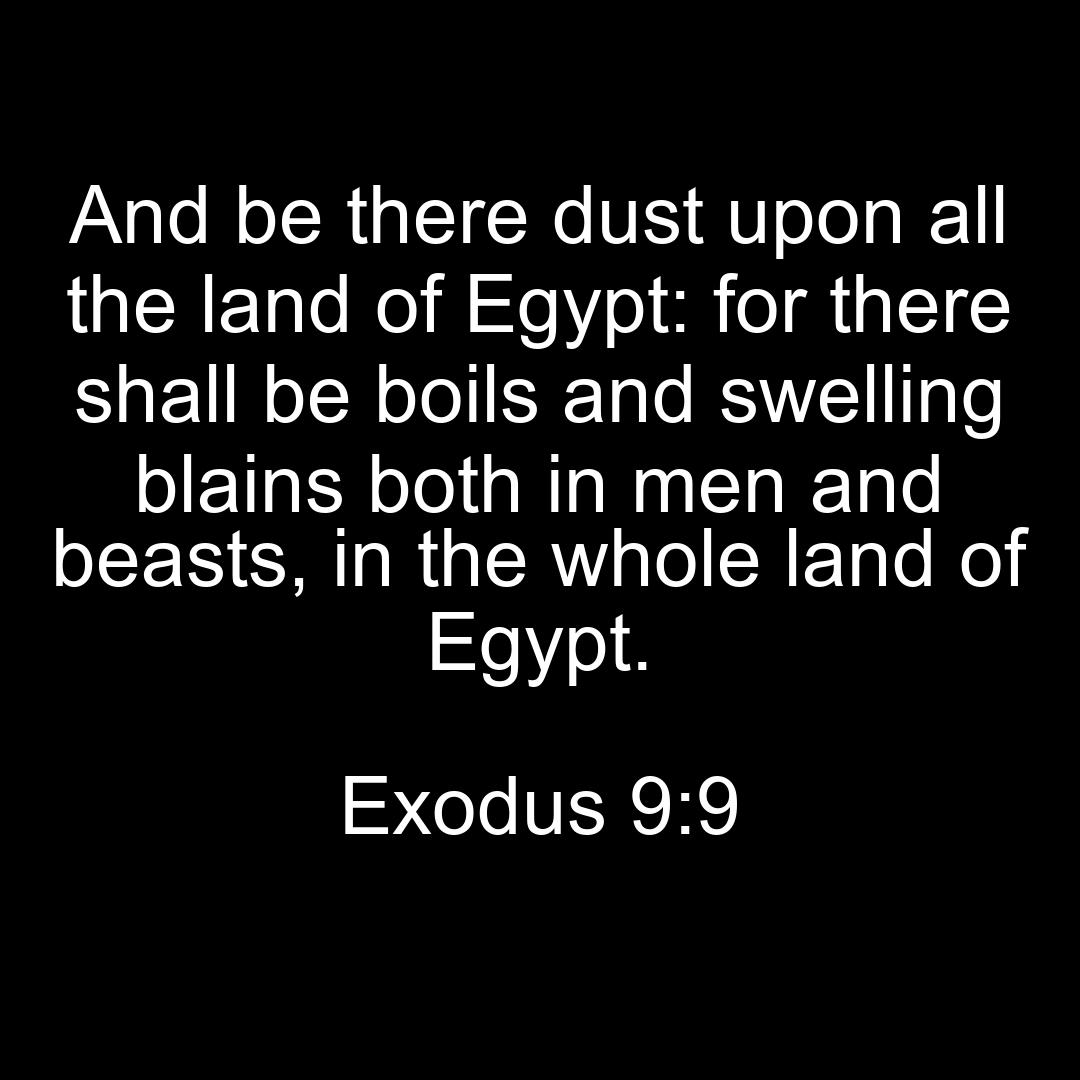 And be there dust upon all
the land of Egypt: for there
shall be boils and swelling
blains both in men and
beasts, in the whole land of
Egypt.
Exodus 9:9